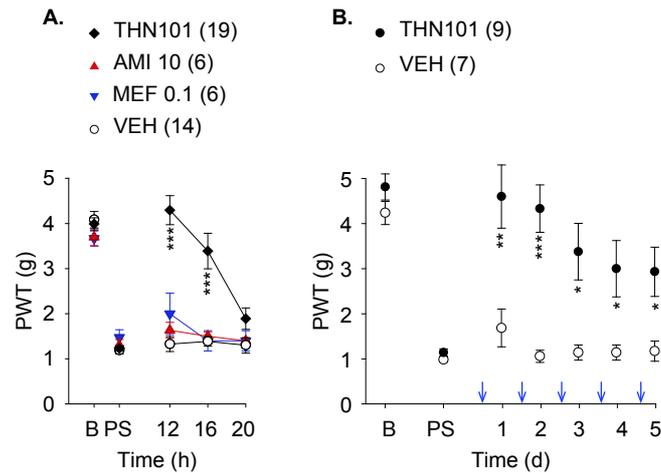 A.
THN101 (19)
AMI 10 (6)
MEF 0.1 (6)
VEH (14)
PWT (g)
5
4
3
2
1
0
***
***
B PS 12 16 20
Time (h)
B.
THN101 (9)
VEH (7)
PWT (g)
5
4
3
2
1
0
**
***
*
*
*
B PS 1 2 3 4 5
Time (d)